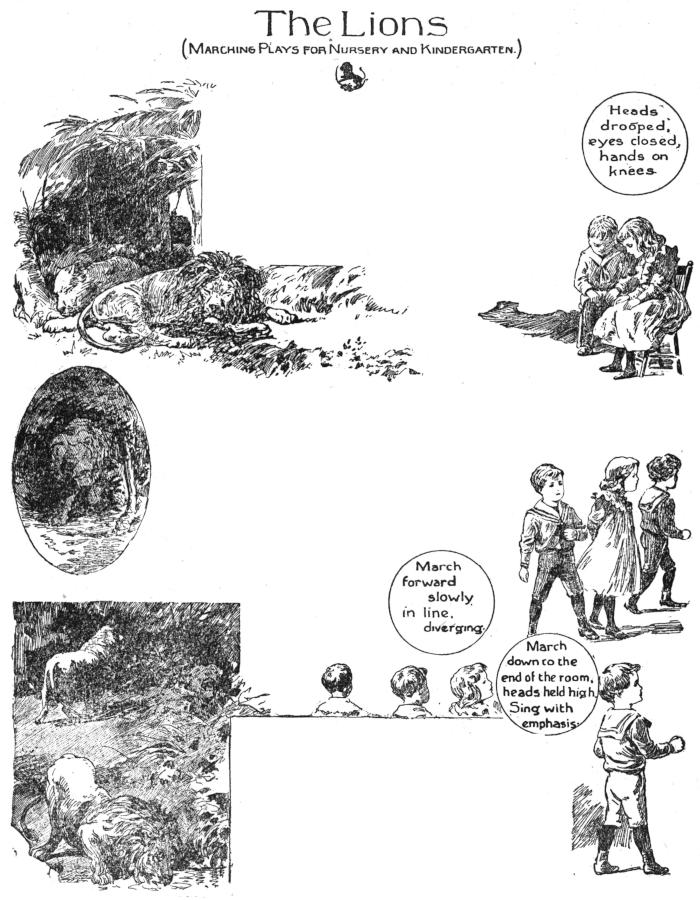 The Lions
(MARCHING PLAYS FOR NURSERY AND KINDERGARTEN.)
Heads
drooped,
eyes closed,
hands on
knees
March
forward
slowly
in line,
diverging.
March
down to the
end of the room,
heads held high.
Sing with
emphasis.